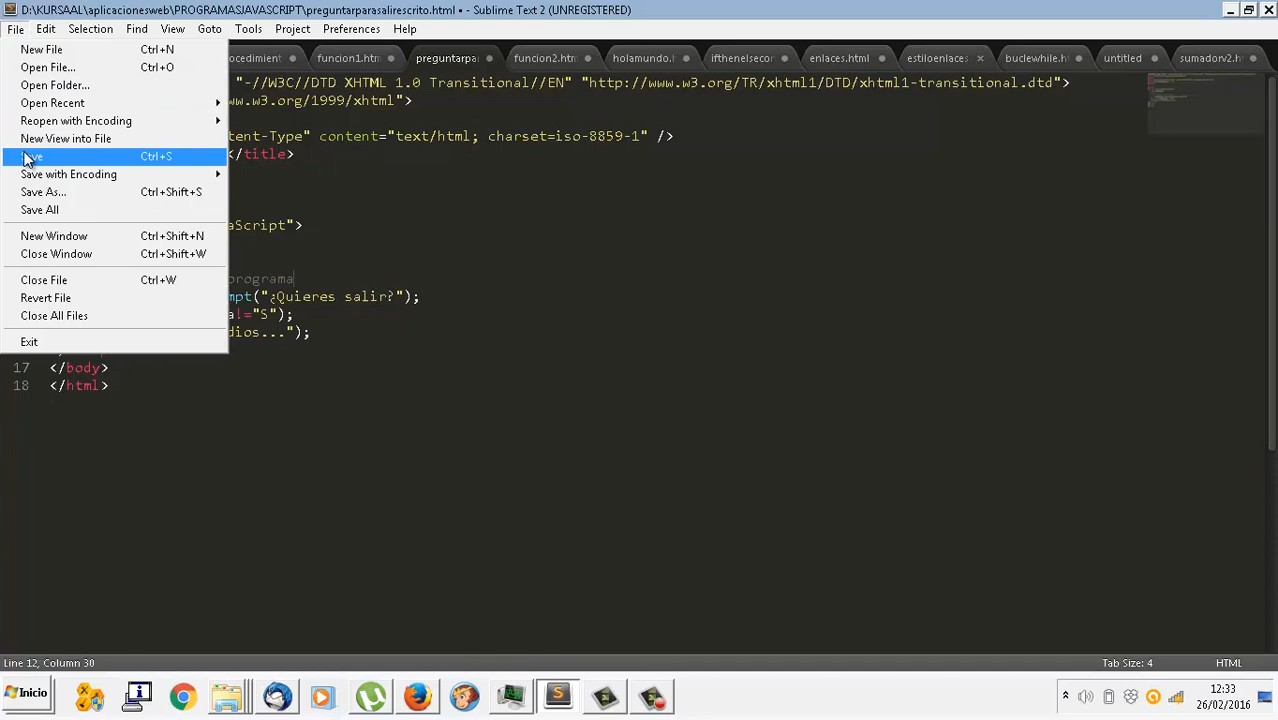 D:\KURSAAL\aplicacionesweb\PROGRAMASJAVASCRIPT\preguntarparasalirescrito.html • - Sublime Text 2 (UNREGISTERED)
File Edit Selection Find View Goto Tools Project Preferences Help
ocedimient funcion1.htm preguntarpa funcion2.htm holamundo. ifthenelsecor enlaces.html estiloenlaces buclewhile.h untitled sumadorv2.h
New File Ctrl+N
Open File... Ctrl+O
Open Folder...
Open Recent
Reopen with Encoding
New View into File
Save Ctrl+S
Save with Encoding
Save As... Ctrl+Shift+S
Save All
New Window Ctrl+Shift+N
Close Window Ctrl+Shift+W
Close File Ctrl+W
Revert File
Close All Files
Exit
"-//W3C//DTD XHTML 1.0 Transitional//EN" "http://www.w3.org/TR/xhtml1/DTD/xhtml1-transitional.dtd">
ww.w3.org/1999/xhtml">
tent-Type" content="text/html; charset=iso-8859-1" />
</title>
aScript">
programa
mpt("¿Quieres salir?");
a!="S");
dios...");
17 </body>
18 </html>
Line 12, Column 30 Tab Size: 4 HTML
Inicio
12:33
26/02/2016